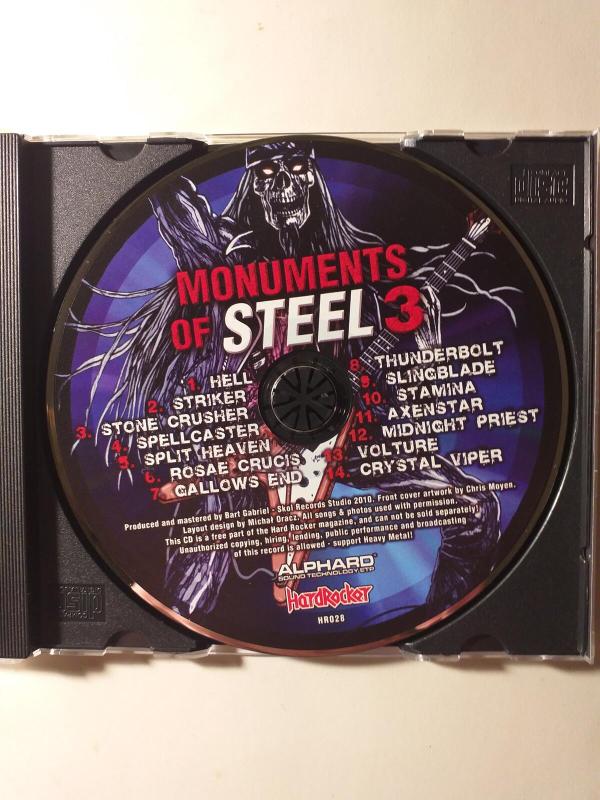 MONUMENTS
OF STEEL 3
1. HELL
2. STRIKER
3. STONE CRUSHER
4. SPELLCASTER
5. SPLIT HEAVEN
6. ROSAE CRUCIS
7. GALLOWS END
8. THUNDERBOLT
9. SLINGBLADE
10. STAMINA
11. AXENSTAR
12. MIDNIGHT PRIEST
13. VOLTURE
14. CRYSTAL VIPER
Produced and mastered by Bart Gabriel - Skol Records Studio 2010. Front cover artwork by Chris Moyen.
Layout design by Michal Oracz. All songs & photos used with permission.
This CD is a free part of the Hard Rocker magazine, and can not be sold separately!
Unauthorized copying, hiring, lending, public performance and broadcasting
of this record is allowed - support Heavy Metal!
ALPHARD
SOUND TECHNOLOGY, ETP
HardRocker
HR028
disc
disc